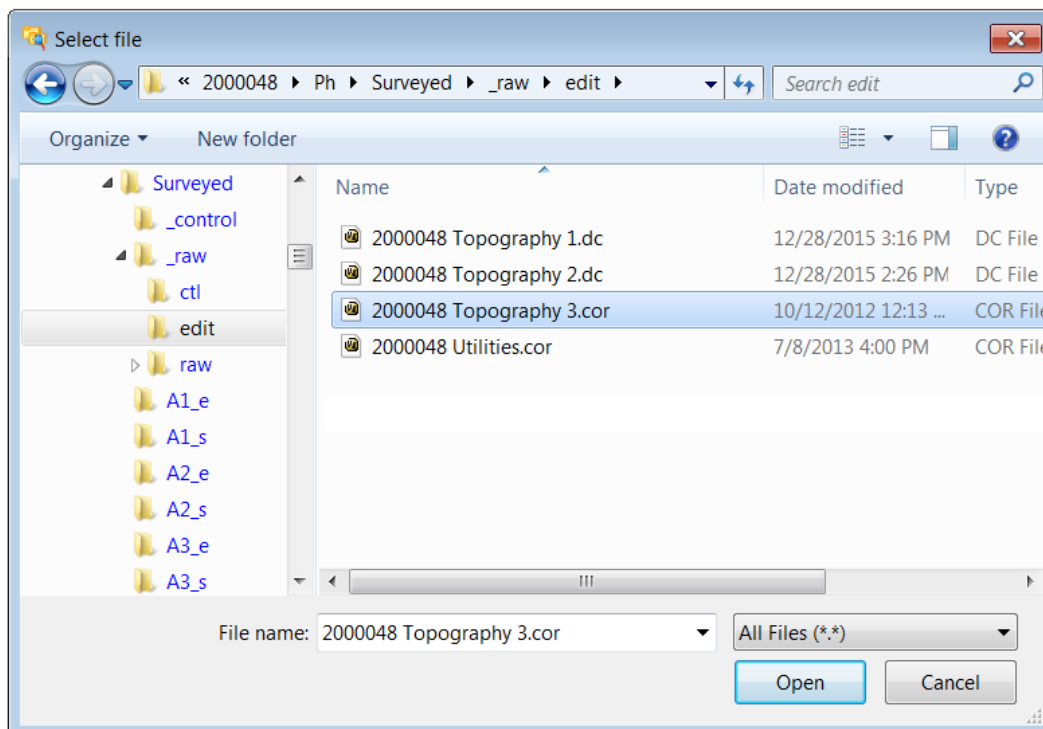 Select file
« 2000048 Ph Surveyed _raw edit
Search edit
Organize New folder
Surveyed
_control
_raw
ctl
edit
raw
A1_e
A1_s
A2_e
A2_s
A3_e
A3_s
Name Date modified Type
2000048 Topography 1.dc 12/28/2015 3:16 PM DC File
2000048 Topography 2.dc 12/28/2015 2:26 PM DC File
2000048 Topography 3.cor 10/12/2012 12:13 ... COR File
2000048 Utilities.cor 7/8/2013 4:00 PM COR File
File name: 2000048 Topography 3.cor All Files (*.*)
Open Cancel